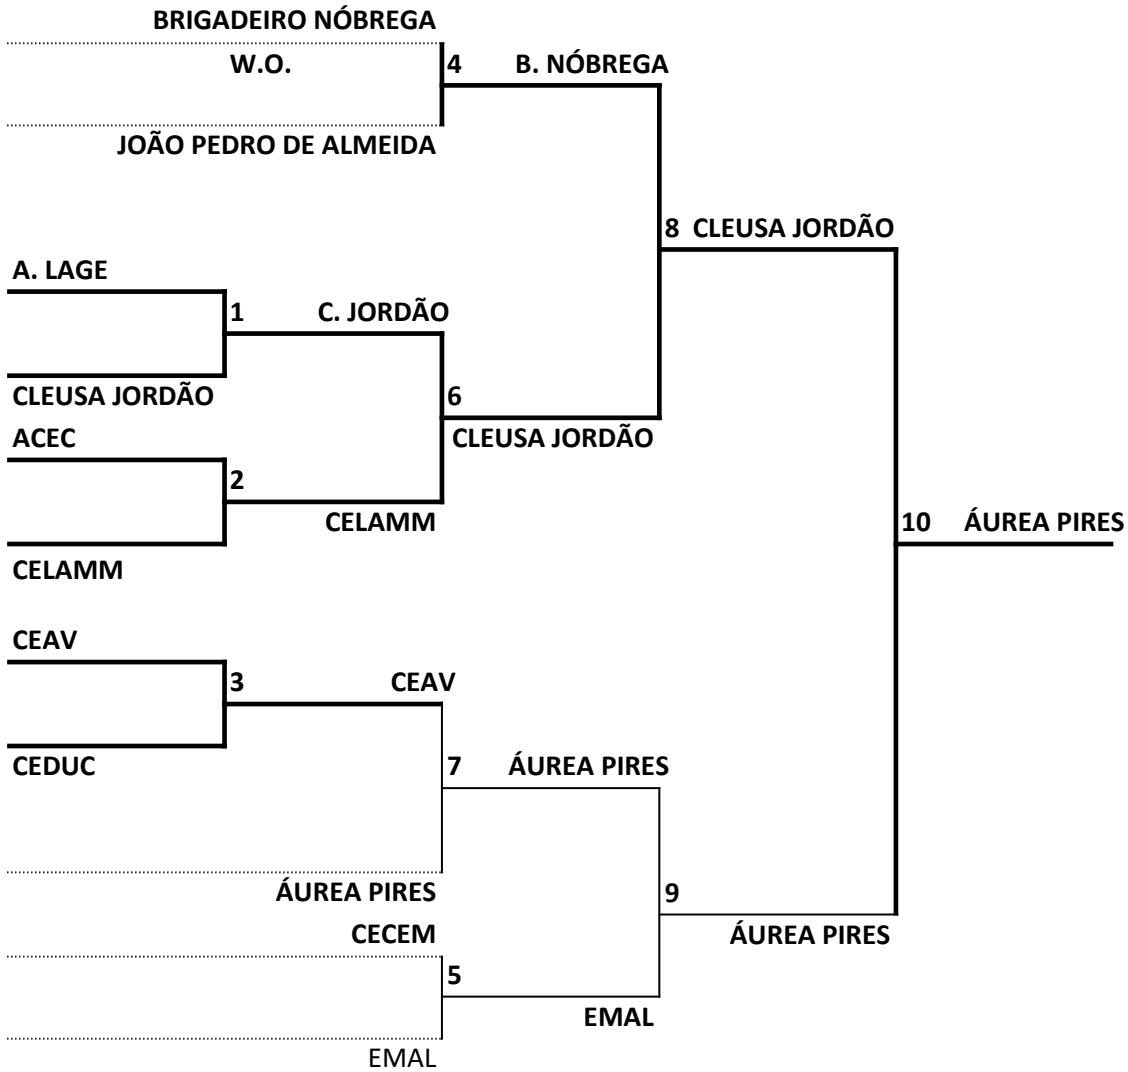 BRIGADEIRO NÓBREGA
W.O.
4 B. NÓBREGA
JOÃO PEDRO DE ALMEIDA
8 CLEUSA JORDÃO
A. LAGE
1 C. JORDÃO
CLEUSA JORDÃO
6
ACEC
CLEUSA JORDÃO
2
CELAMM
10 ÁUREA PIRES
CELAMM
CEAV
3 CEAV
CEDUC
7 ÁUREA PIRES
ÁUREA PIRES
9
CECEM
ÁUREA PIRES
5
EMAL
EMAL